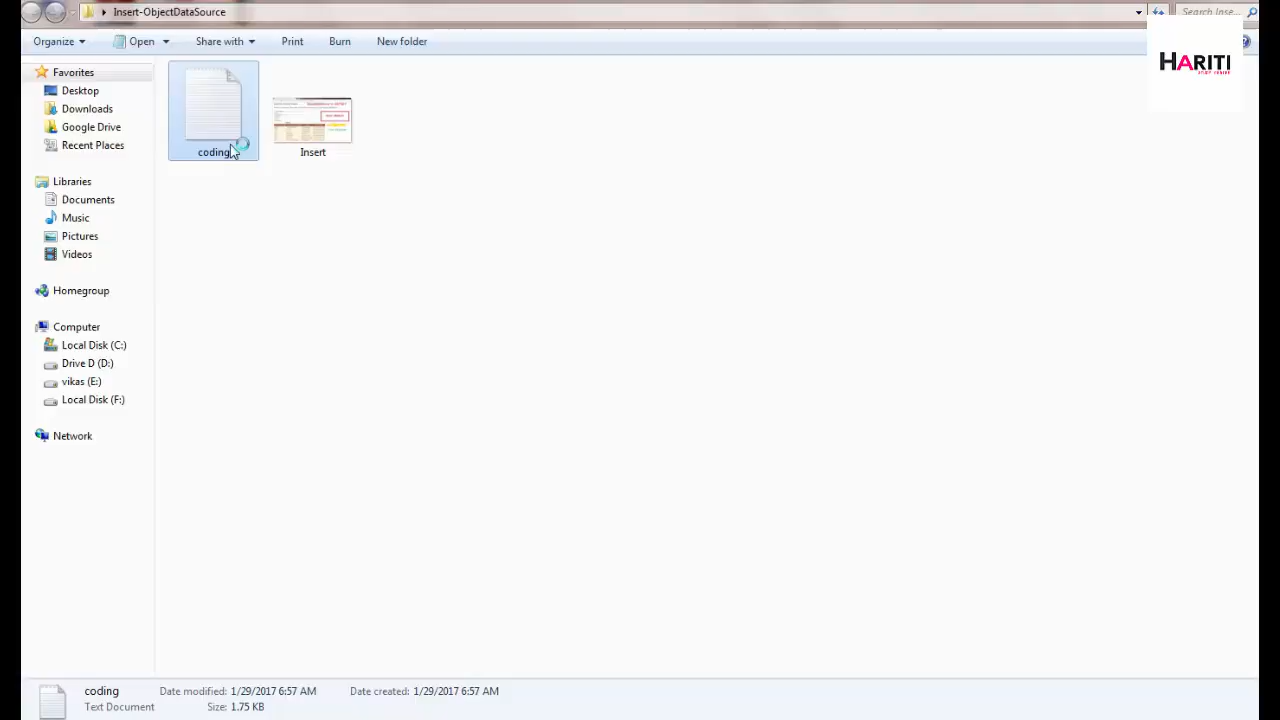 Insert-ObjectDataSource
Search Inse...
Organize
Open
Share with
Print
Burn
New folder
HARITI
STUDY CENTER
Favorites
Desktop
Downloads
Google Drive
Recent Places
Libraries
Documents
Music
Pictures
Videos
Homegroup
Computer
Local Disk (C:)
Drive D (D:)
vikas (E:)
Local Disk (F:)
Network
coding
Insert
coding
Date modified: 1/29/2017 6:57 AM
Date created: 1/29/2017 6:57 AM
Text Document
Size: 1.75 KB